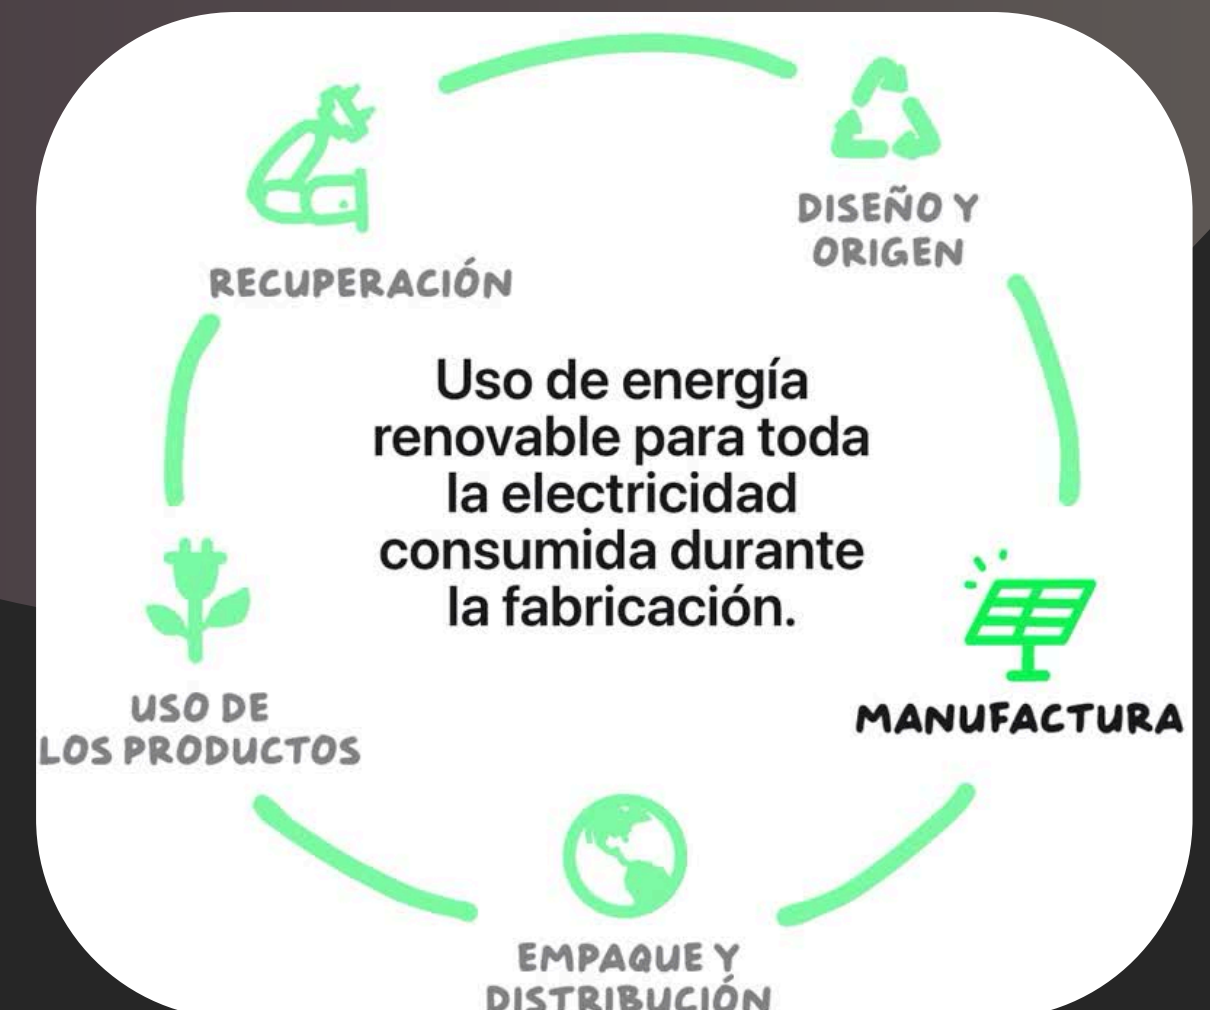 DISEÑO Y
ORIGEN
RECUPERACIÓN
Uso de energía
renovable para toda
la electricidad
consumida durante
la fabricación.
USO DE
LOS PRODUCTOS
MANUFACTURA
EMPAQUE Y
DISTRIBUCIÓN